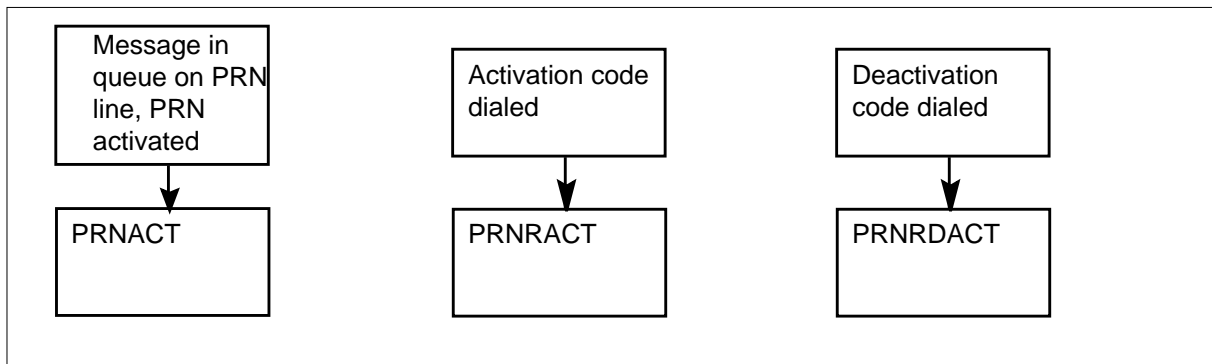 Message in
queue on PRN
line, PRN
activated
Activation code
dialed
Deactivation
code dialed
PRNACT
PRNRACT
PRNRDACT